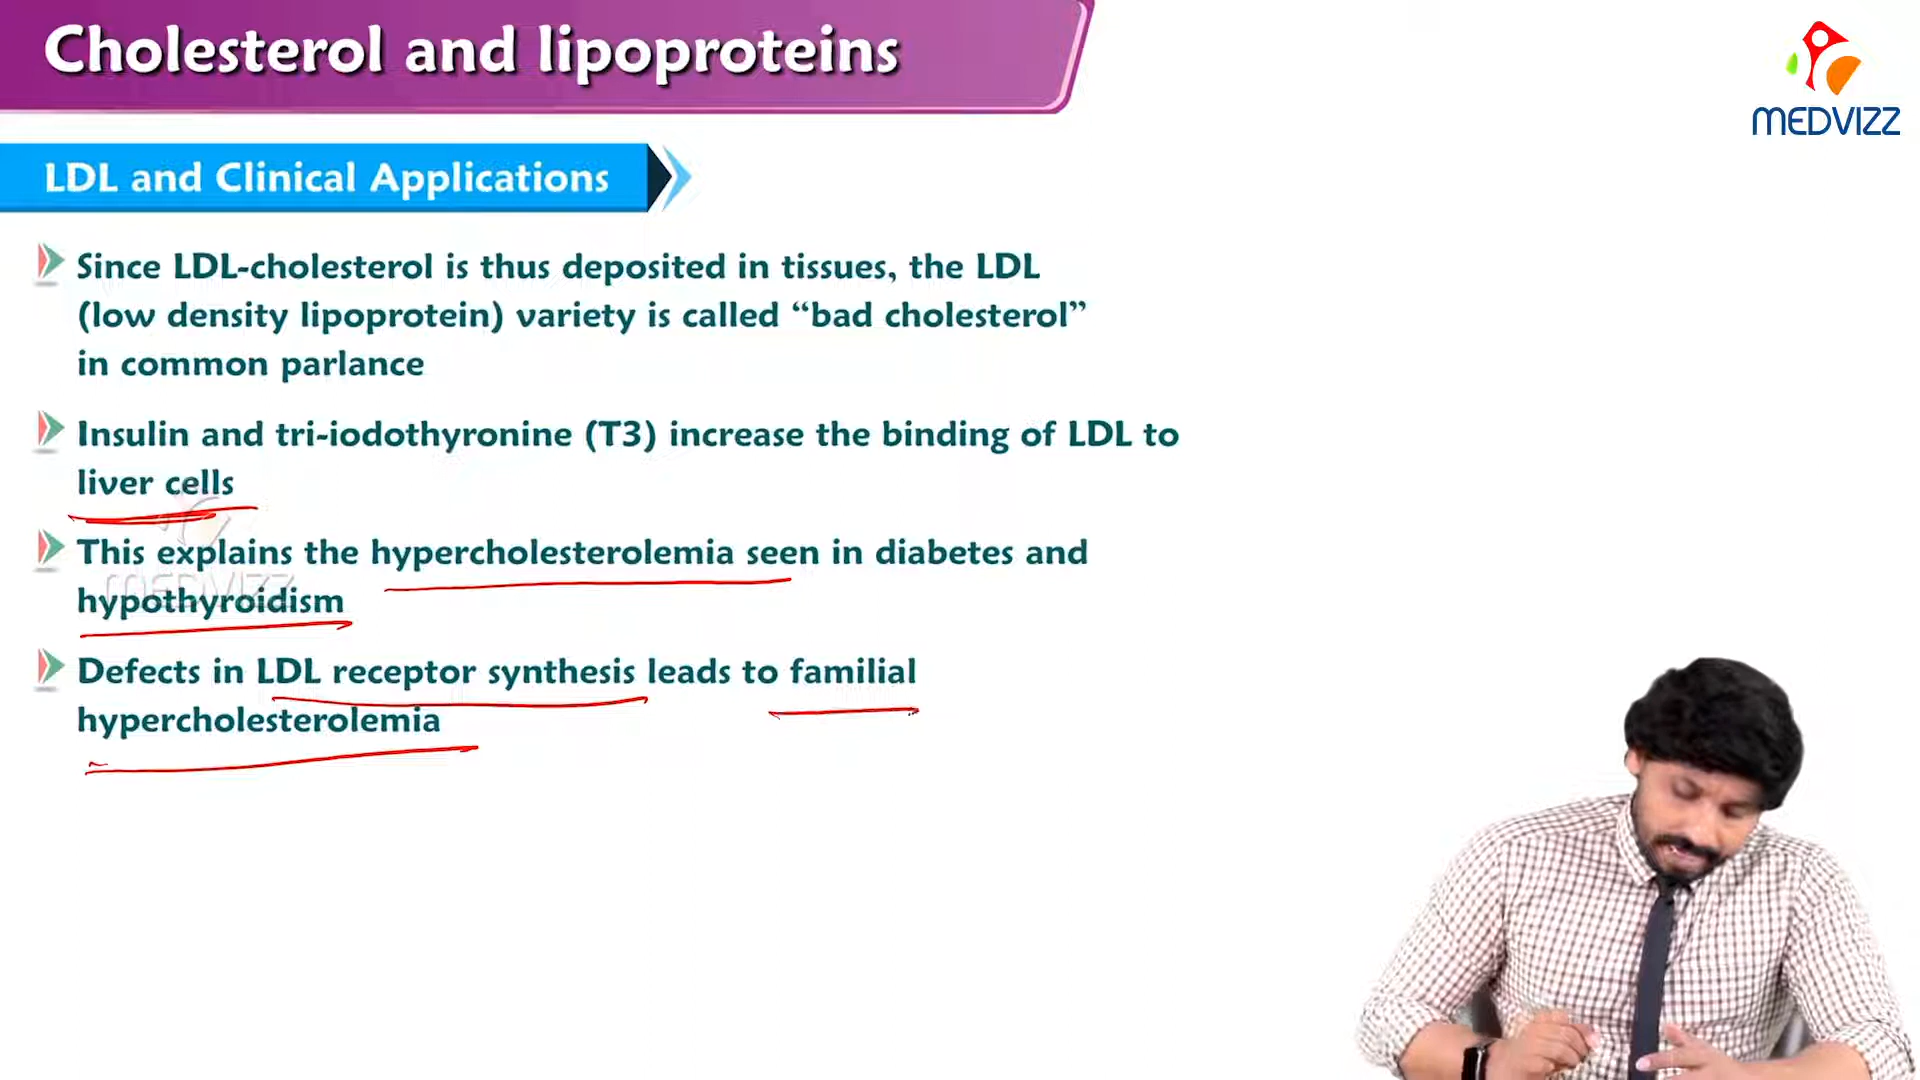 Cholesterol and lipoproteins
MEDVIZZ
LDL and Clinical Applications
Since LDL-cholesterol is thus deposited in tissues, the LDL
(low density lipoprotein) variety is called “bad cholesterol”
in common parlance
Insulin and tri-iodothyronine (T3) increase the binding of LDL to
liver cells
This explains the hypercholesterolemia seen in diabetes and
MEDVIZZ
hypothyroidism
Defects in LDL receptor synthesis leads to familial
hypercholesterolemia